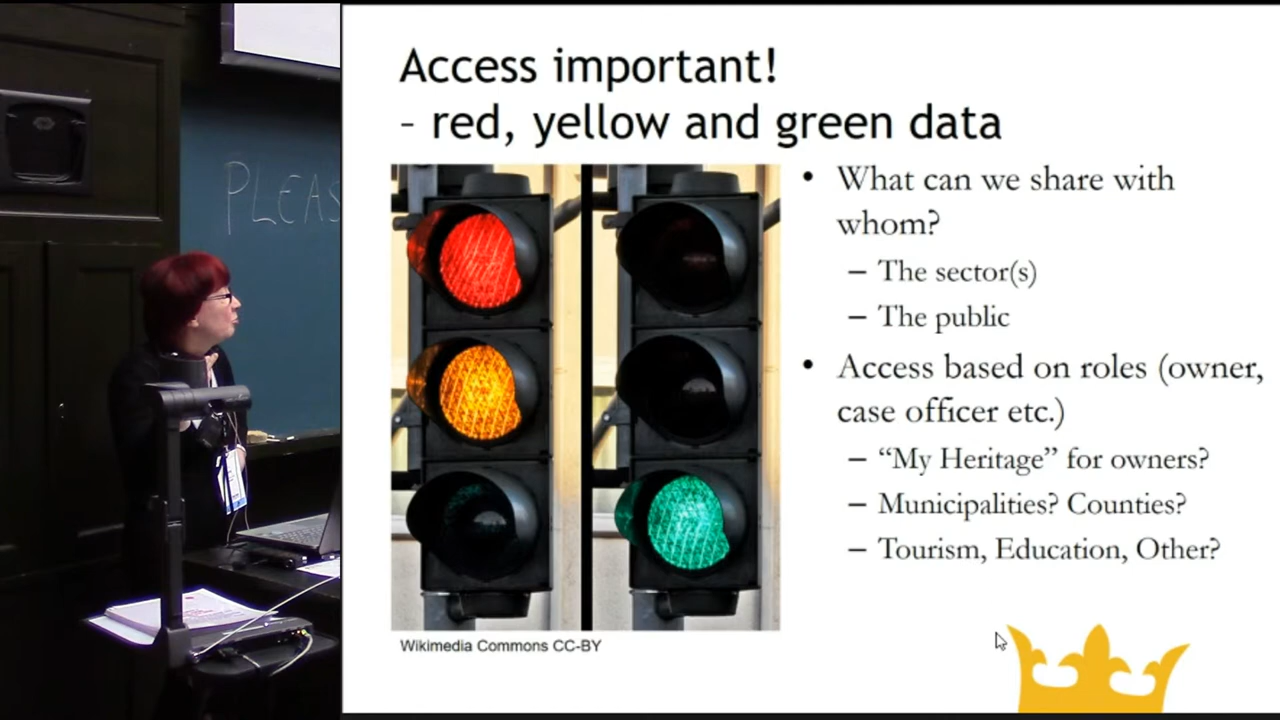 Access important!
– red, yellow and green data
• What can we share with
whom?
– The sector(s)
– The public
• Access based on roles (owner,
case officer etc.)
– “My Heritage” for owners?
– Municipalities? Counties?
– Tourism, Education, Other?
Wikimedia Commons CC-BY
PLEAS